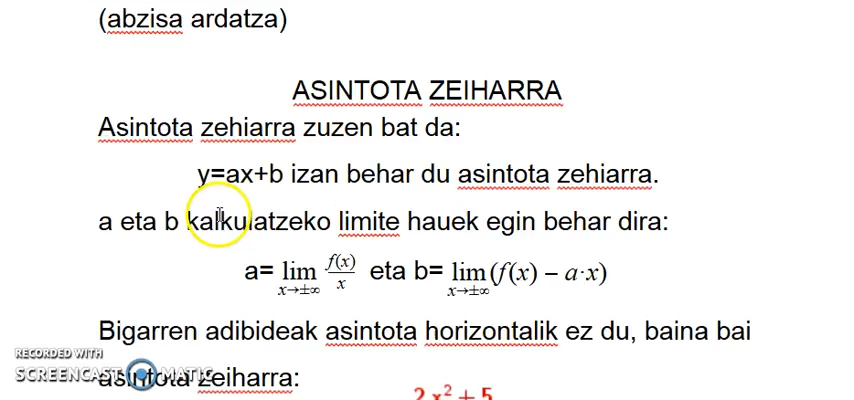 (abzisa ardatza)
ASINTOTA ZEIHARRA
Asintota zehiarra zuzen bat da:
y=ax+b izan behar du asintota zehiarra.
a eta b kalkulatzeko limite hauek egin behar dira:
a= lim x→±∞ f(x)/x eta b= lim x→±∞ (f(x) – a·x)
Bigarren adibideak asintota horizontalik ez du, baina bai
RECORDED WITH
SCREENCAST MATIC
asintota zeiharra:
2x² + 5